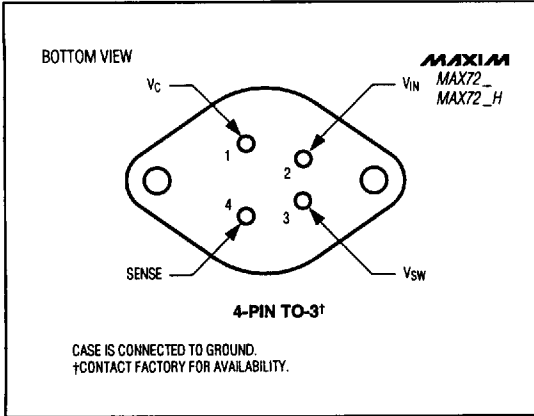 BOTTOM VIEW
MAXIM
MAX72_
MAX72_H
VC
VIN
1
2
4
3
SENSE
VSW
4-PIN TO-3†
CASE IS CONNECTED TO GROUND.
†CONTACT FACTORY FOR AVAILABILITY.